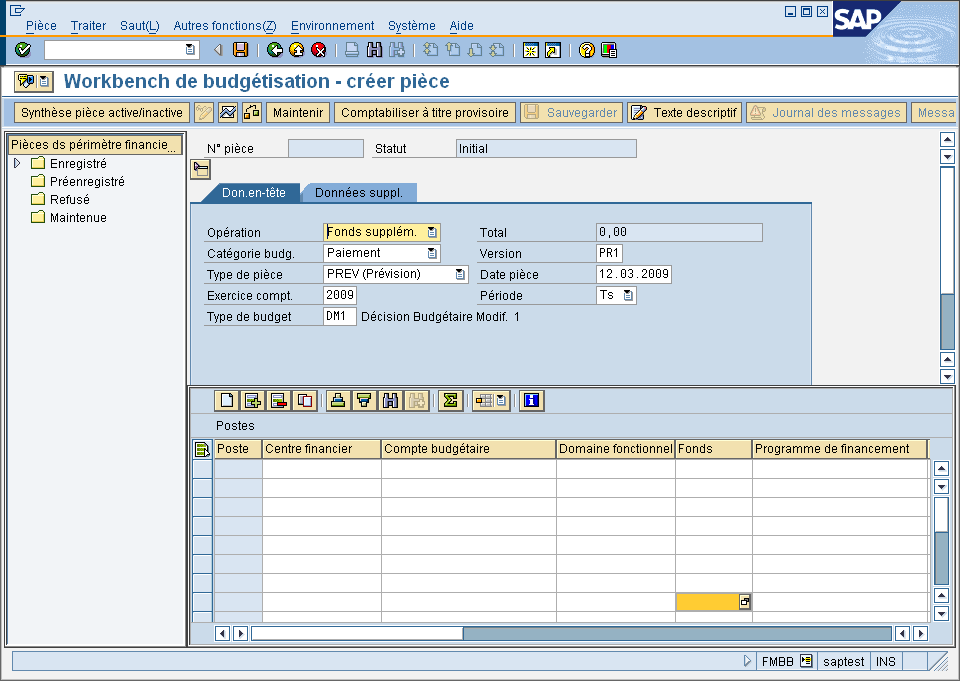 Pièce Traiter Saut(L) Autres fonctions(Z) Environnement Système Aide
SAP
Workbench de budgétisation - créer pièce
Synthèse pièce active/inactive Maintenir Comptabiliser à titre provisoire Sauvegarder Texte descriptif Journal des messages Messa
Pièces ds périmètre financie...
Enregistré
Préenregistré
Refusé
Maintenue
N° pièce Statut Initial
Don.en-tête Données suppl.
Opération Fonds supplém. Total 0,00
Catégorie budg. Paiement Version PR1
Type de pièce PREV (Prévision) Date pièce 12.03.2009
Exercice compt. 2009 Période Ts
Type de budget DM1 Décision Budgétaire Modif. 1
Postes
Poste Centre financier Compte budgétaire Domaine fonctionnel Fonds Programme de financement
FMBB saptest INS